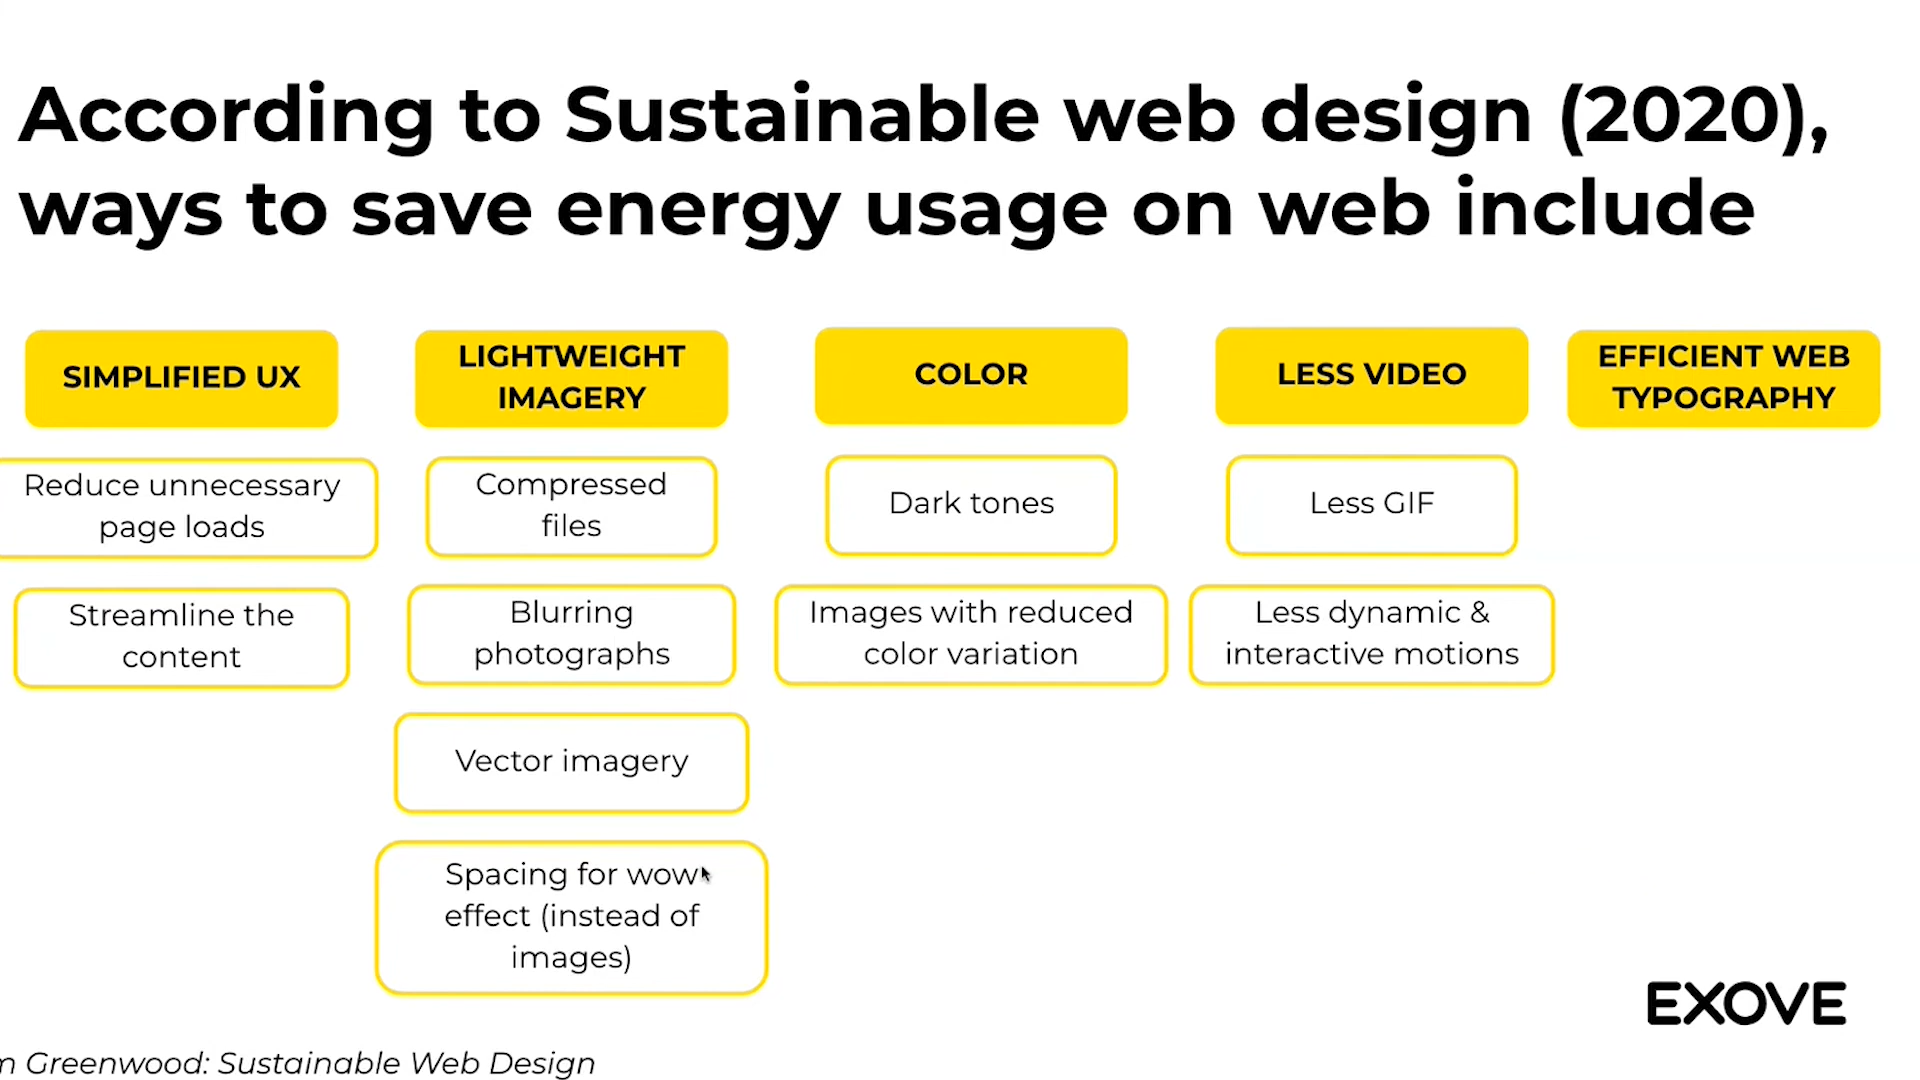 According to Sustainable web design (2020),
ways to save energy usage on web include
SIMPLIFIED UX
Reduce unnecessary
page loads
Streamline the
content
LIGHTWEIGHT
IMAGERY
Compressed
files
Blurring
photographs
Vector imagery
Spacing for wow
effect (instead of
images)
COLOR
Dark tones
Images with reduced
color variation
LESS VIDEO
Less GIF
Less dynamic &
interactive motions
EFFICIENT WEB
TYPOGRAPHY
EXOVE
Greenwood: Sustainable Web Design